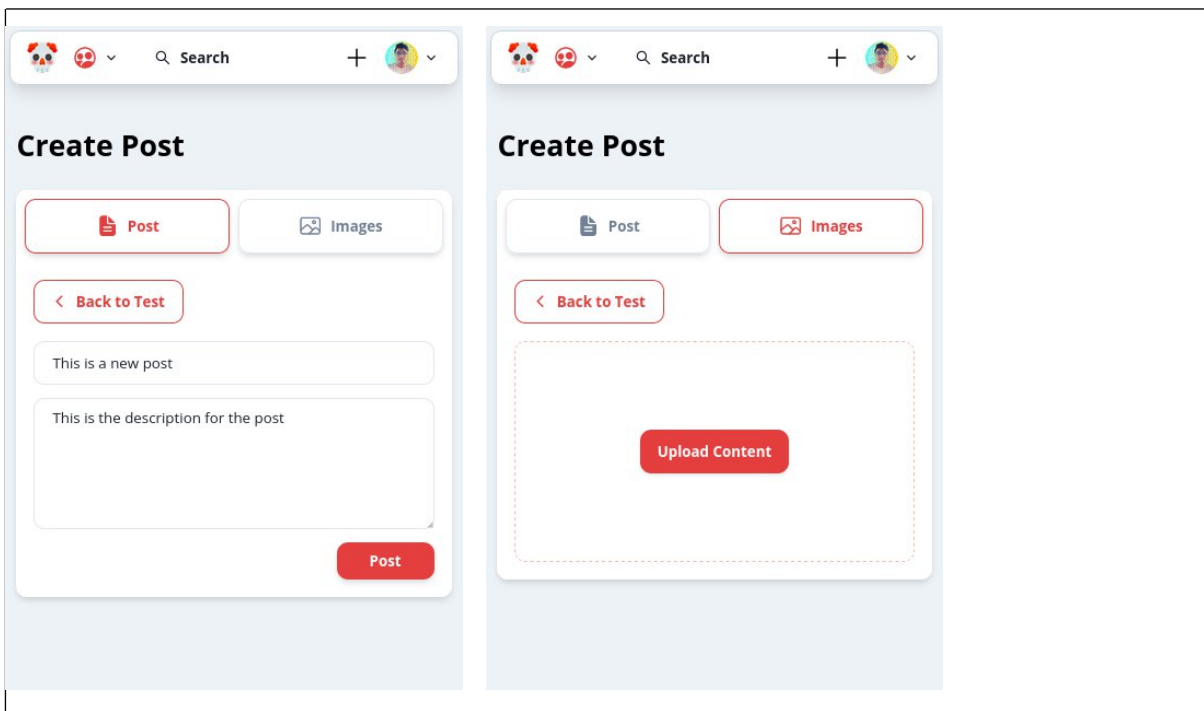 Search
Create Post
Post Images
Back to Test
This is a new post
This is the description for the post
Post
Search
Create Post
Post Images
Back to Test
Upload Content